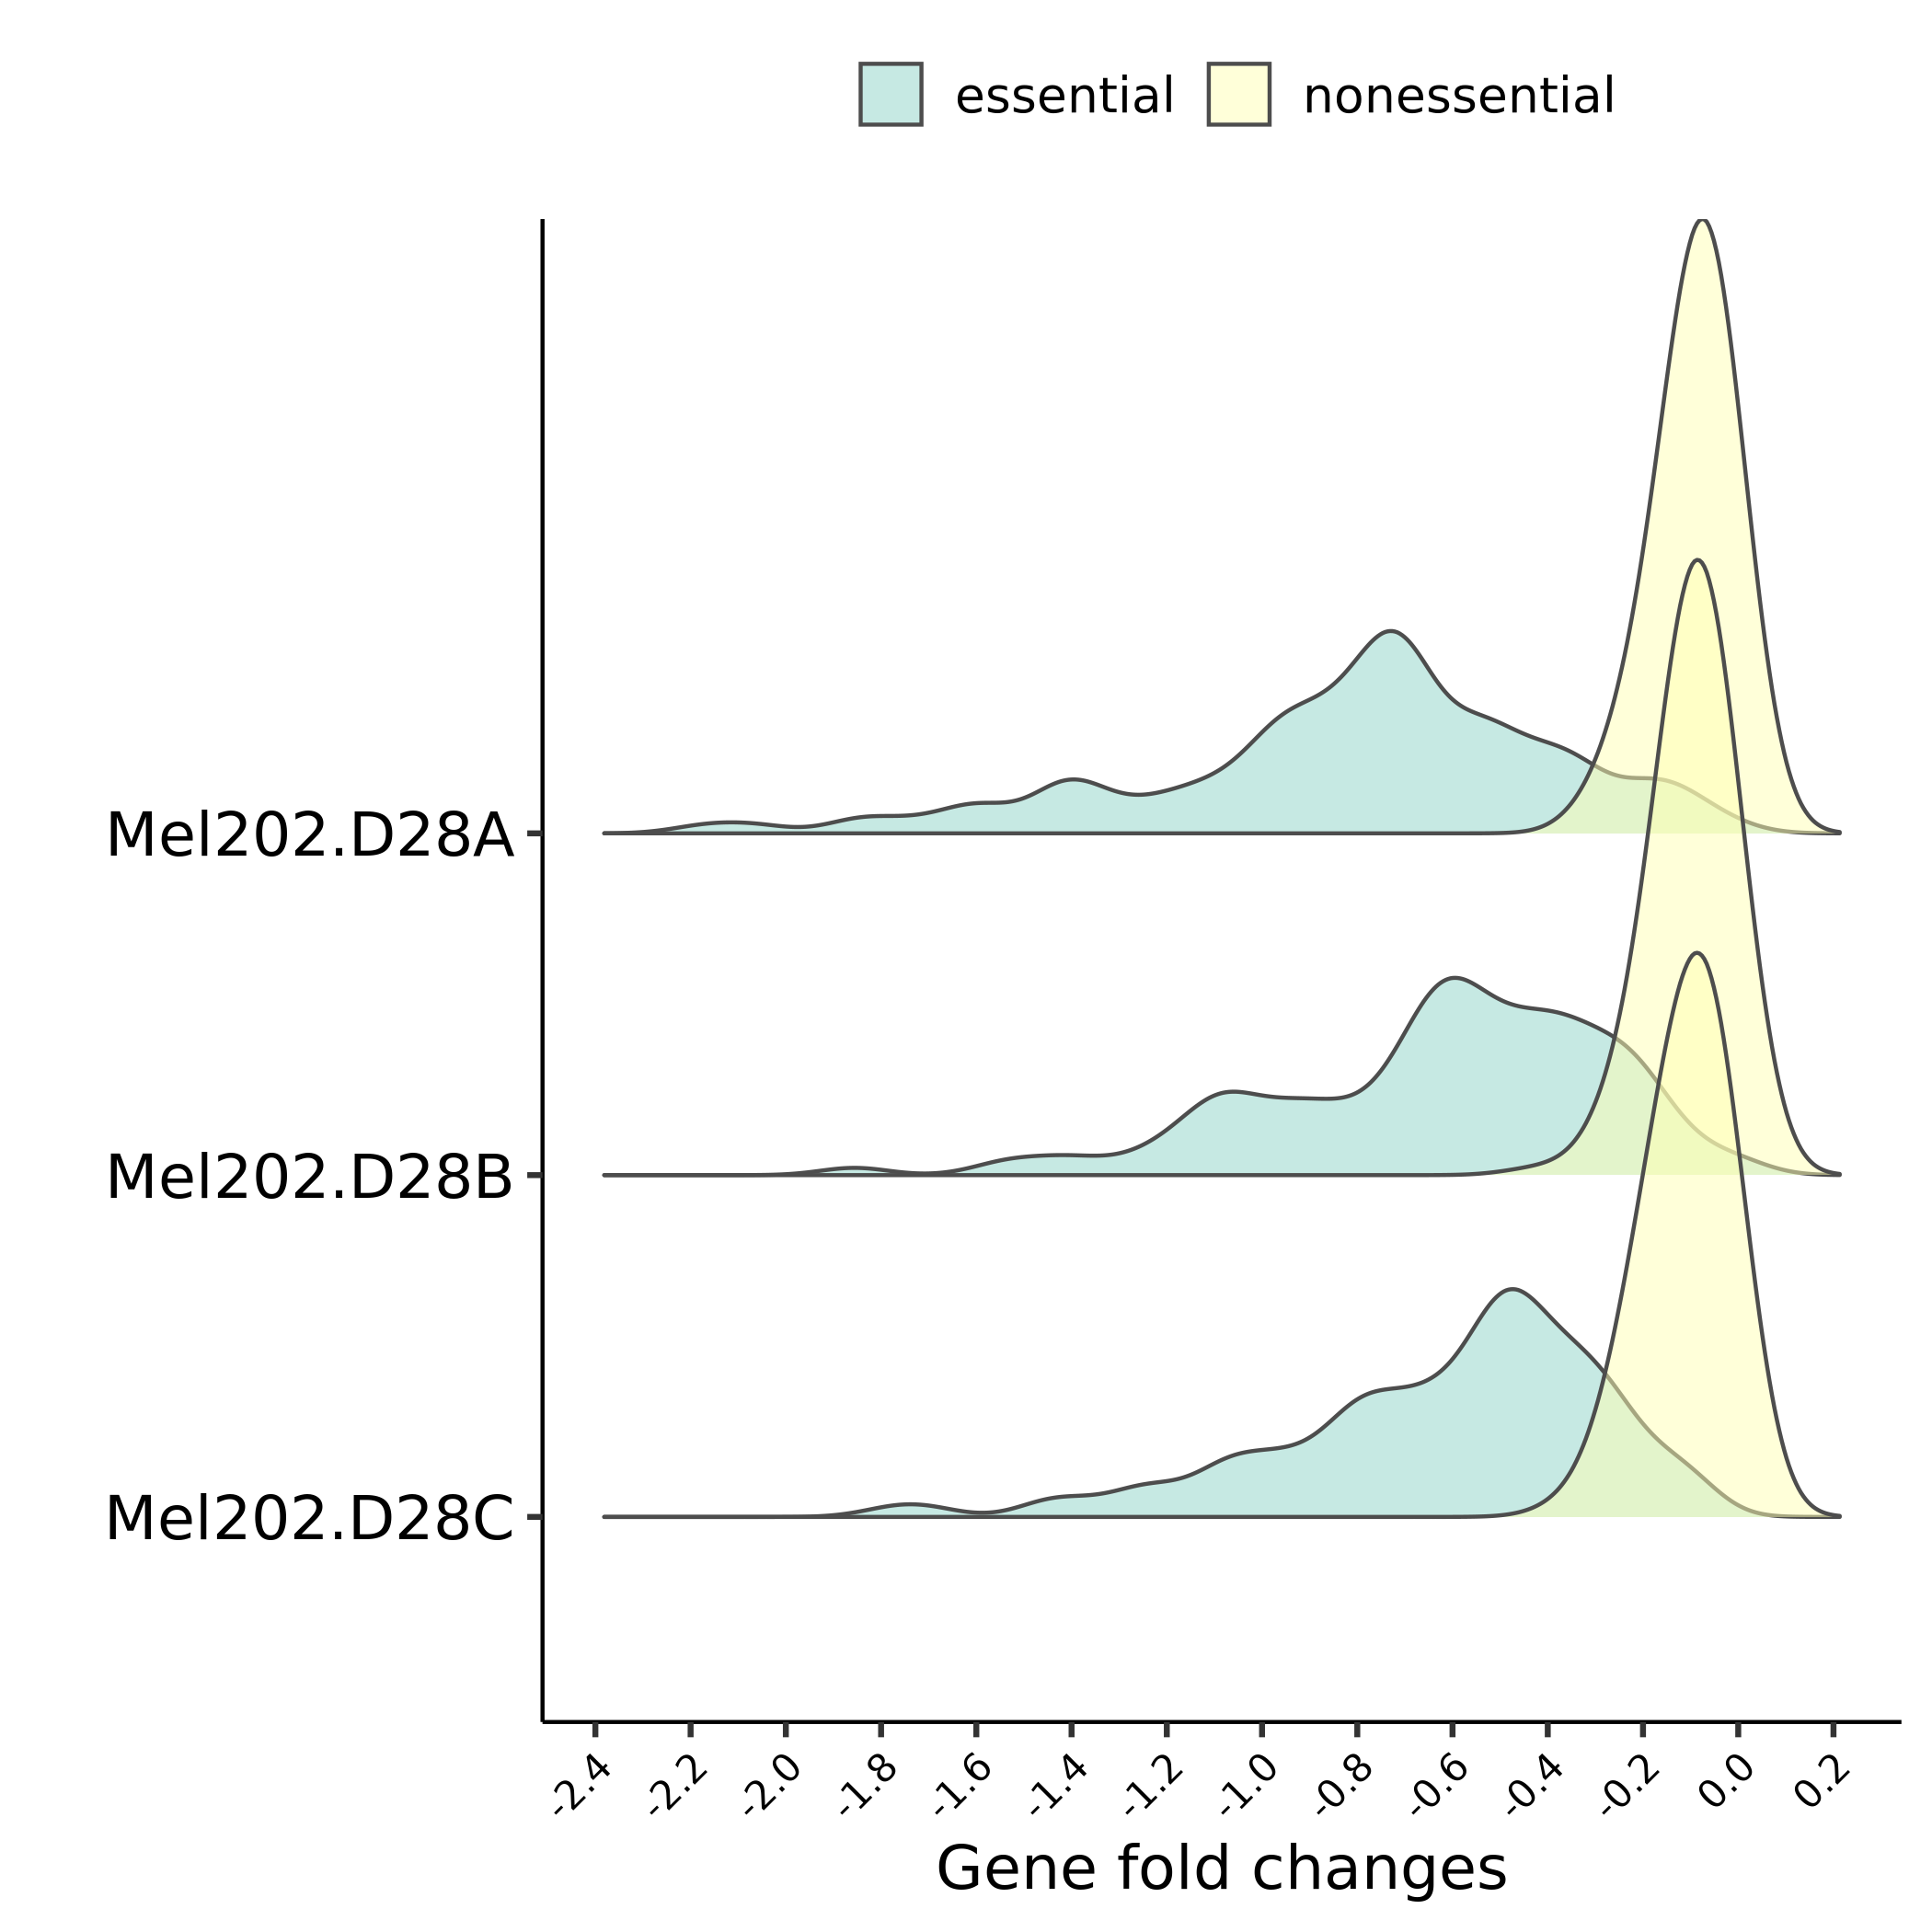 essential nonessential
Mel202.D28A
Mel202.D28B
Mel202.D28C
-2.4 -2.2 -2.0 -1.8 -1.6 -1.4 -1.2 -1.0 -0.8 -0.6 -0.4 -0.2 0.0 0.2
Gene fold changes